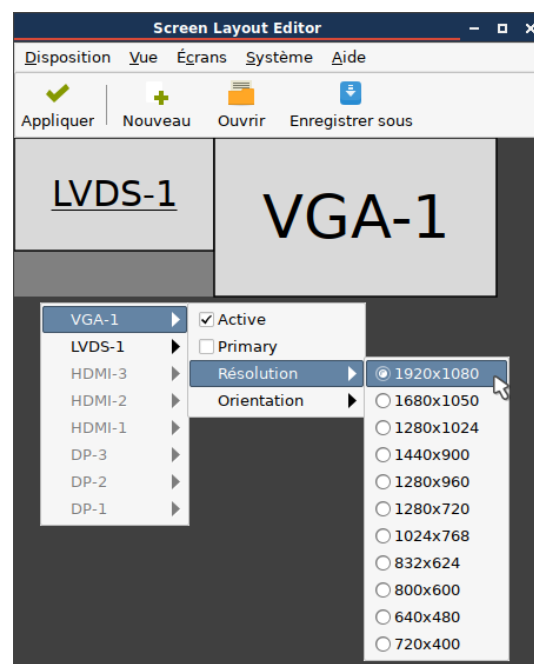 Screen Layout Editor
Disposition Vue Écrans Système Aide
Appliquer Nouveau Ouvrir Enregistrer sous
LVDS-1
VGA-1
VGA-1
LVDS-1
HDMI-3
HDMI-2
HDMI-1
DP-3
DP-2
DP-1
Active
Primary
Résolution
Orientation
1920x1080
1680x1050
1280x1024
1440x900
1280x960
1280x720
1024x768
832x624
800x600
640x480
720x400